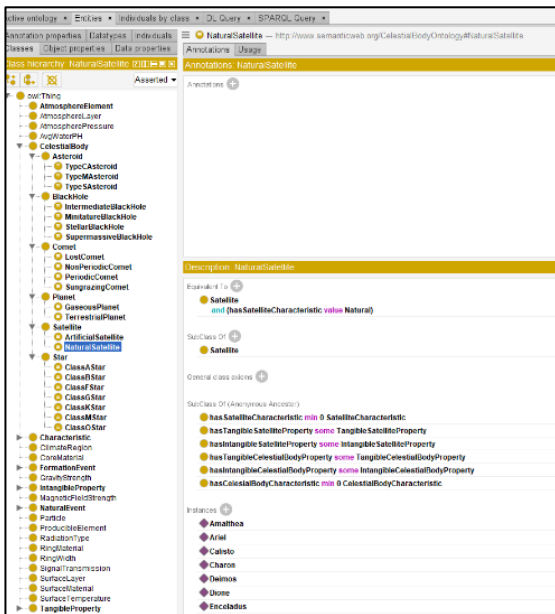 ctive ontology × Entities × Individuals by class × DL Query × SPARQL Query ×
Annotation properties Datatypes Individuals
Classes Object properties Data properties
Class hierarchy: NaturalSatellite
Asserted
owl:Thing
AtmosphereElement
AtmosphereLayer
AtmospherePressure
AvgWaterPH
CelestialBody
Asteroid
TypeCAsteroid
TypeMAsteroid
TypeSAsteroid
BlackHole
IntermediateBlackHole
MinitatureBlackHole
StellarBlackHole
SupermassiveBlackHole
Comet
LostComet
NonPeriodicComet
PeriodicComet
SungrazingComet
Planet
GaseousPlanet
TerrestrialPlanet
Satellite
ArtificialSatellite
NaturalSatellite
Star
ClassAStar
ClassBStar
ClassFStar
ClassGStar
ClassKStar
ClassMStar
ClassOStar
Characteristic
ClimateRegion
CoreMaterial
FormationEvent
GravityStrength
IntangibleProperty
MagneticFieldStrength
NaturalEvent
Particle
ProducibleElement
RadiationType
RingMaterial
RingWidth
SignalTransmission
SurfaceLayer
SurfaceMaterial
SurfaceTemperature
TangibleProperty
NaturalSatellite — http://www.semanticweb.org/CelestialBodyOntology#NaturalSatellite
Annotations Usage
Annotations: NaturalSatellite
Annotations
Description: NaturalSatellite
Equivalent To
Satellite
and (hasSatelliteCharacteristic value Natural)
SubClass Of
Satellite
General class axioms
SubClass Of (Anonymous Ancestor)
hasSatelliteCharacteristic min 0 SatelliteCharacteristic
hasTangibleSatelliteProperty some TangibleSatelliteProperty
hasIntangibleSatelliteProperty some IntangibleSatelliteProperty
hasTangibleCelestialBodyProperty some TangibleCelestialBodyProperty
hasIntangibleCelestialBodyProperty some IntangibleCelestialBodyProperty
hasCelesialBodyCharacteristic min 0 CelestialBodyCharacteristic
Instances
Amalthea
Ariel
Calisto
Charon
Deimos
Dione
Enceladus